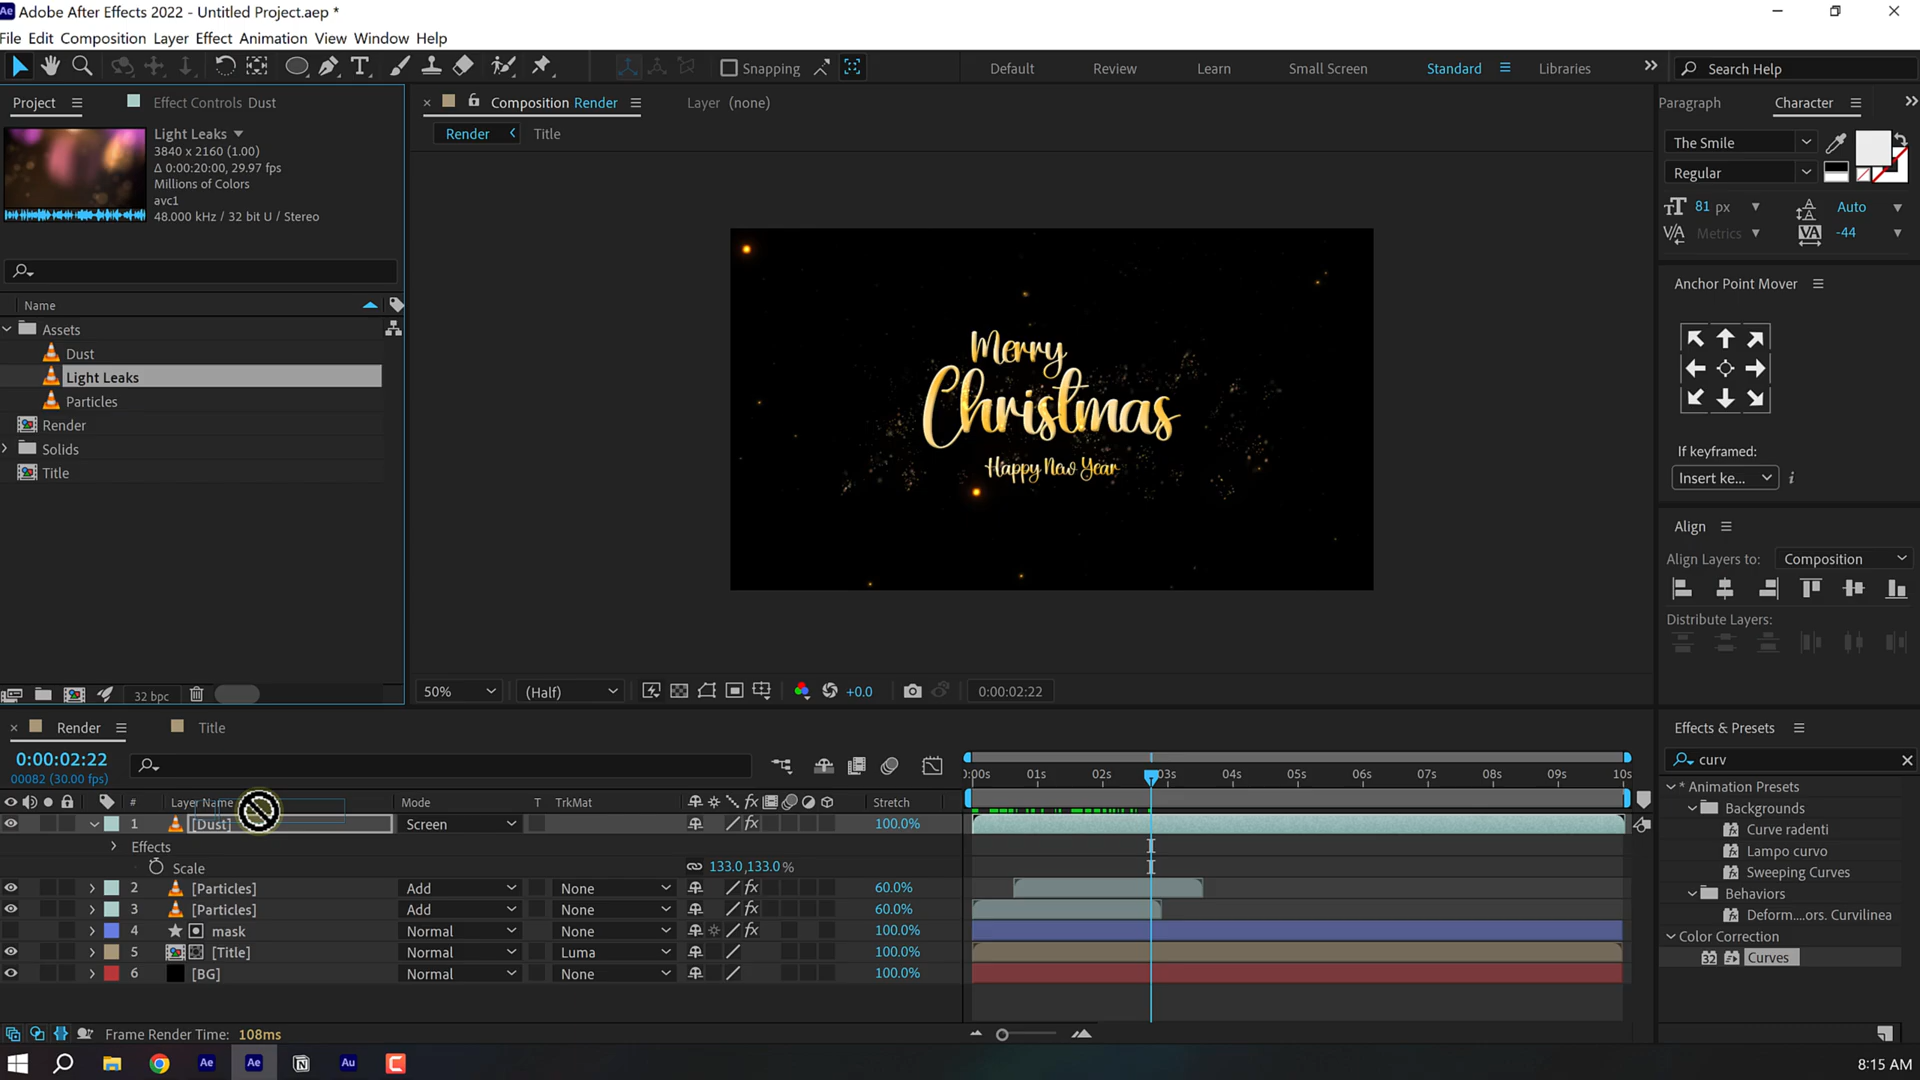 Adobe After Effects 2022 - Untitled Project.aep *
File Edit Composition Layer Effect Animation View Window Help
Snapping
Default
Review
Learn
Small Screen
Standard
Libraries
Search Help
Project
Effect Controls Dust
Composition Render
Layer (none)
Render
Title
Light Leaks
3840 x 2160 (1.00)
Δ 0:00:20:00, 29.97 fps
Millions of Colors
avc1
48.000 kHz / 32 bit U / Stereo
Name
Assets
Dust
Light Leaks
Particles
Render
Solids
Title
32 bpc
Merry
Christmas
Happy New Year
50%
(Half)
+0.0
0:00:02:22
Paragraph
Character
The Smile
Regular
81 px
Auto
Metrics
-44
Anchor Point Mover
If keyframed:
Insert ke...
Align
Align Layers to:
Composition
Distribute Layers:
Render
Title
0:00:02:22
00082 (30.00 fps)
:00s 01s 02s 03s 04s 05s 06s 07s 08s 09s 10s
# Layer Name Mode T TrkMat fx Stretch
1 [Dust] Screen fx 100.0%
Effects
Scale 133.0,133.0 %
2 [Particles] Add None fx 60.0%
3 [Particles] Add None fx 60.0%
4 mask Normal None fx 100.0%
5 [Title] Normal Luma 100.0%
6 [BG] Normal None 100.0%
Frame Render Time: 108ms
Effects & Presets
curv
* Animation Presets
Backgrounds
Curve radenti
Lampo curvo
Sweeping Curves
Behaviors
Deform....ors. Curvilinea
Color Correction
32 Curves
Ae Ae N Au C
8:15 AM